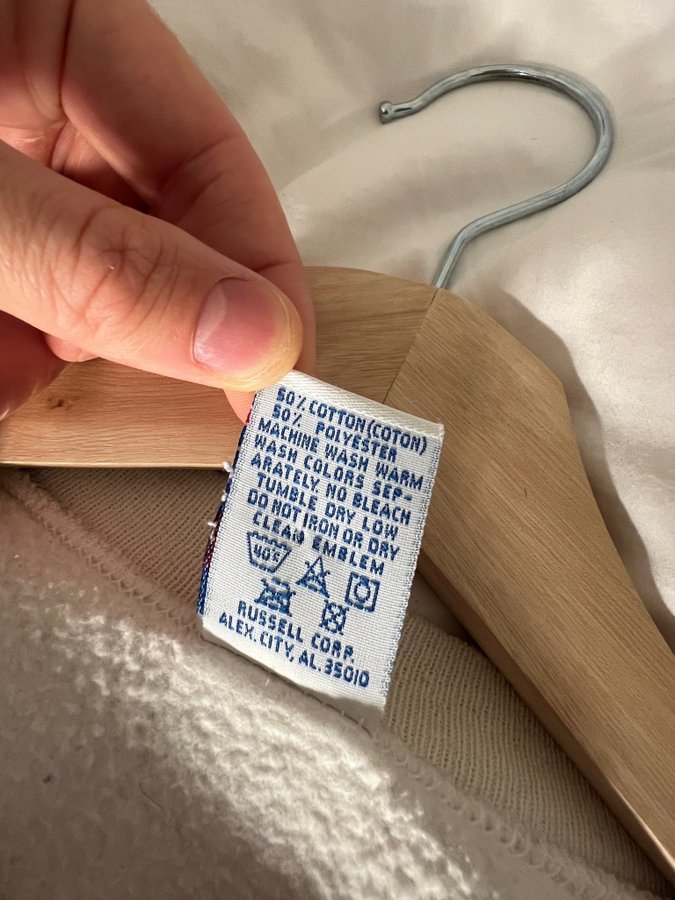 50% COTTON(COTON)
50% POLYESTER
MACHINE WASH WARM
WASH COLORS SEP-
ARATELY. NO BLEACH
TUMBLE DRY LOW
DO NOT IRON OR DRY
CLEAN EMBLEM
40°C
RUSSELL CORP.
ALEX. CITY, AL. 35010